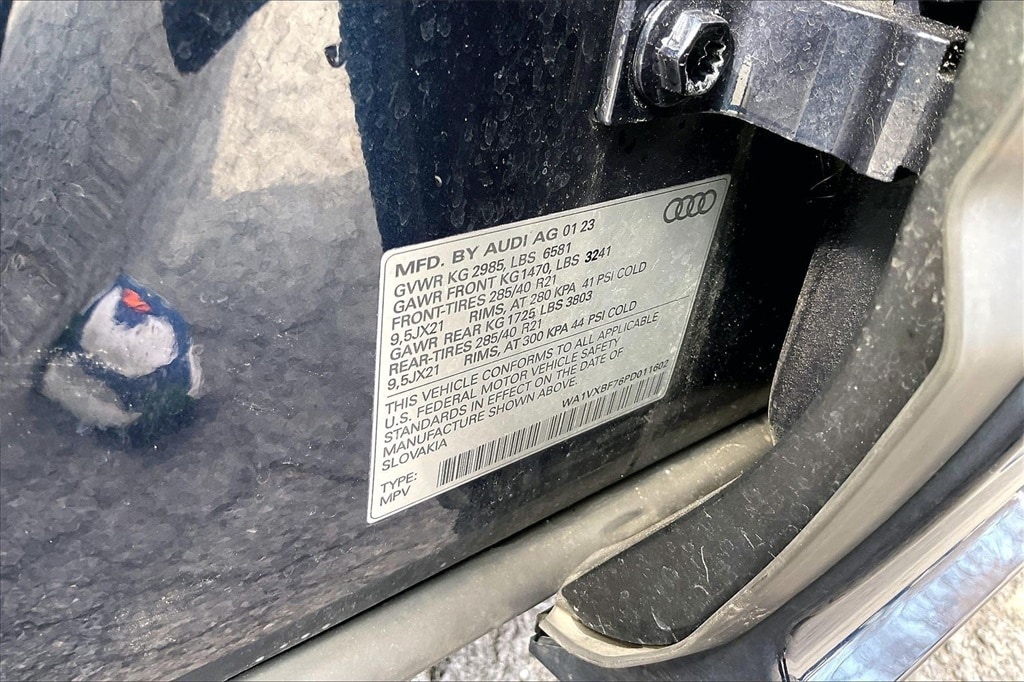 MFD. BY AUDI AG 01 23
GVWR KG 2985, LBS 6581
GAWR FRONT KG1470, LBS 3241
FRONT-TIRES 285/40 R21
9,5JX21 RIMS, AT 280 KPA 41 PSI COLD
GAWR REAR KG 1725 LBS 3803
REAR-TIRES 285/40 R21
9,5JX21 RIMS, AT 300 KPA 44 PSI COLD
THIS VEHICLE CONFORMS TO ALL APPLICABLE
U.S. FEDERAL MOTOR VEHICLE SAFETY
STANDARDS IN EFFECT ON THE DATE OF
MANUFACTURE SHOWN ABOVE.
SLOVAKIA
WA1VXBF76PD011602
TYPE:
MPV